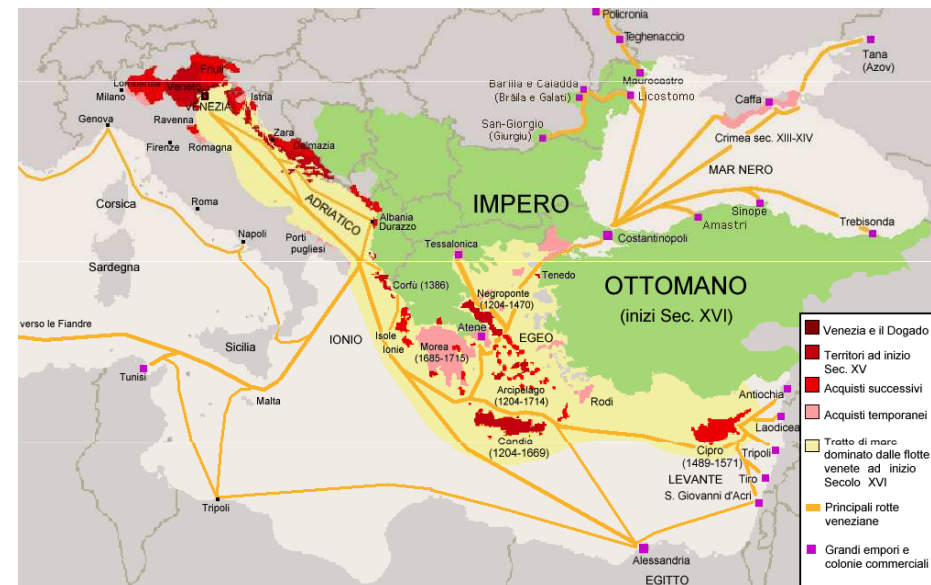 Policronia
Teghenaccio
Tana
(Azov)
Friuli
Lombardia
Veneto
Milano
VENEZIA
Istria
Maurocastro
Barilla e Caladda
(Brăila e Galati)
Licostomo
Caffa
Genova
Ravenna
Zara
San-Giorgio
(Giurgiu)
Crimea sec. XIII-XIV
Firenze
Romagna
Dalmazia
MAR NERO
Corsica
Roma
ADRIATICO
IMPERO
Sinope
Albania
Durazzo
Amastri
Trebisonda
Napoli
Porti
pugliesi
Tessalonica
Costantinopoli
Sardegna
Tenedo
Corfù (1386)
OTTOMANO
Negroponte
(1204-1470)
(inizi Sec. XVI)
verso le Fiandre
Atene
EGEO
IONIO
Isole
Ionie
Morea
(1685-1715)
Sicilia
Tunisi
Arcipelago
(1204-1714)
Rodi
Antiochia
Malta
Laodicea
Candia
(1204-1669)
Cipro
(1489-1571)
Tripoli
LEVANTE
Tiro
S. Giovanni d'Acri
Tripoli
Alessandria
EGITTO
Venezia e il Dogado
Territori ad inizio
Sec. XV
Acquisti successivi
Acquisti temporanei
Tratto di mare
dominato dalle flotte
venete ad inizio
Secolo XVI
Principali rotte
veneziane
Grandi empori e
colonie commerciali